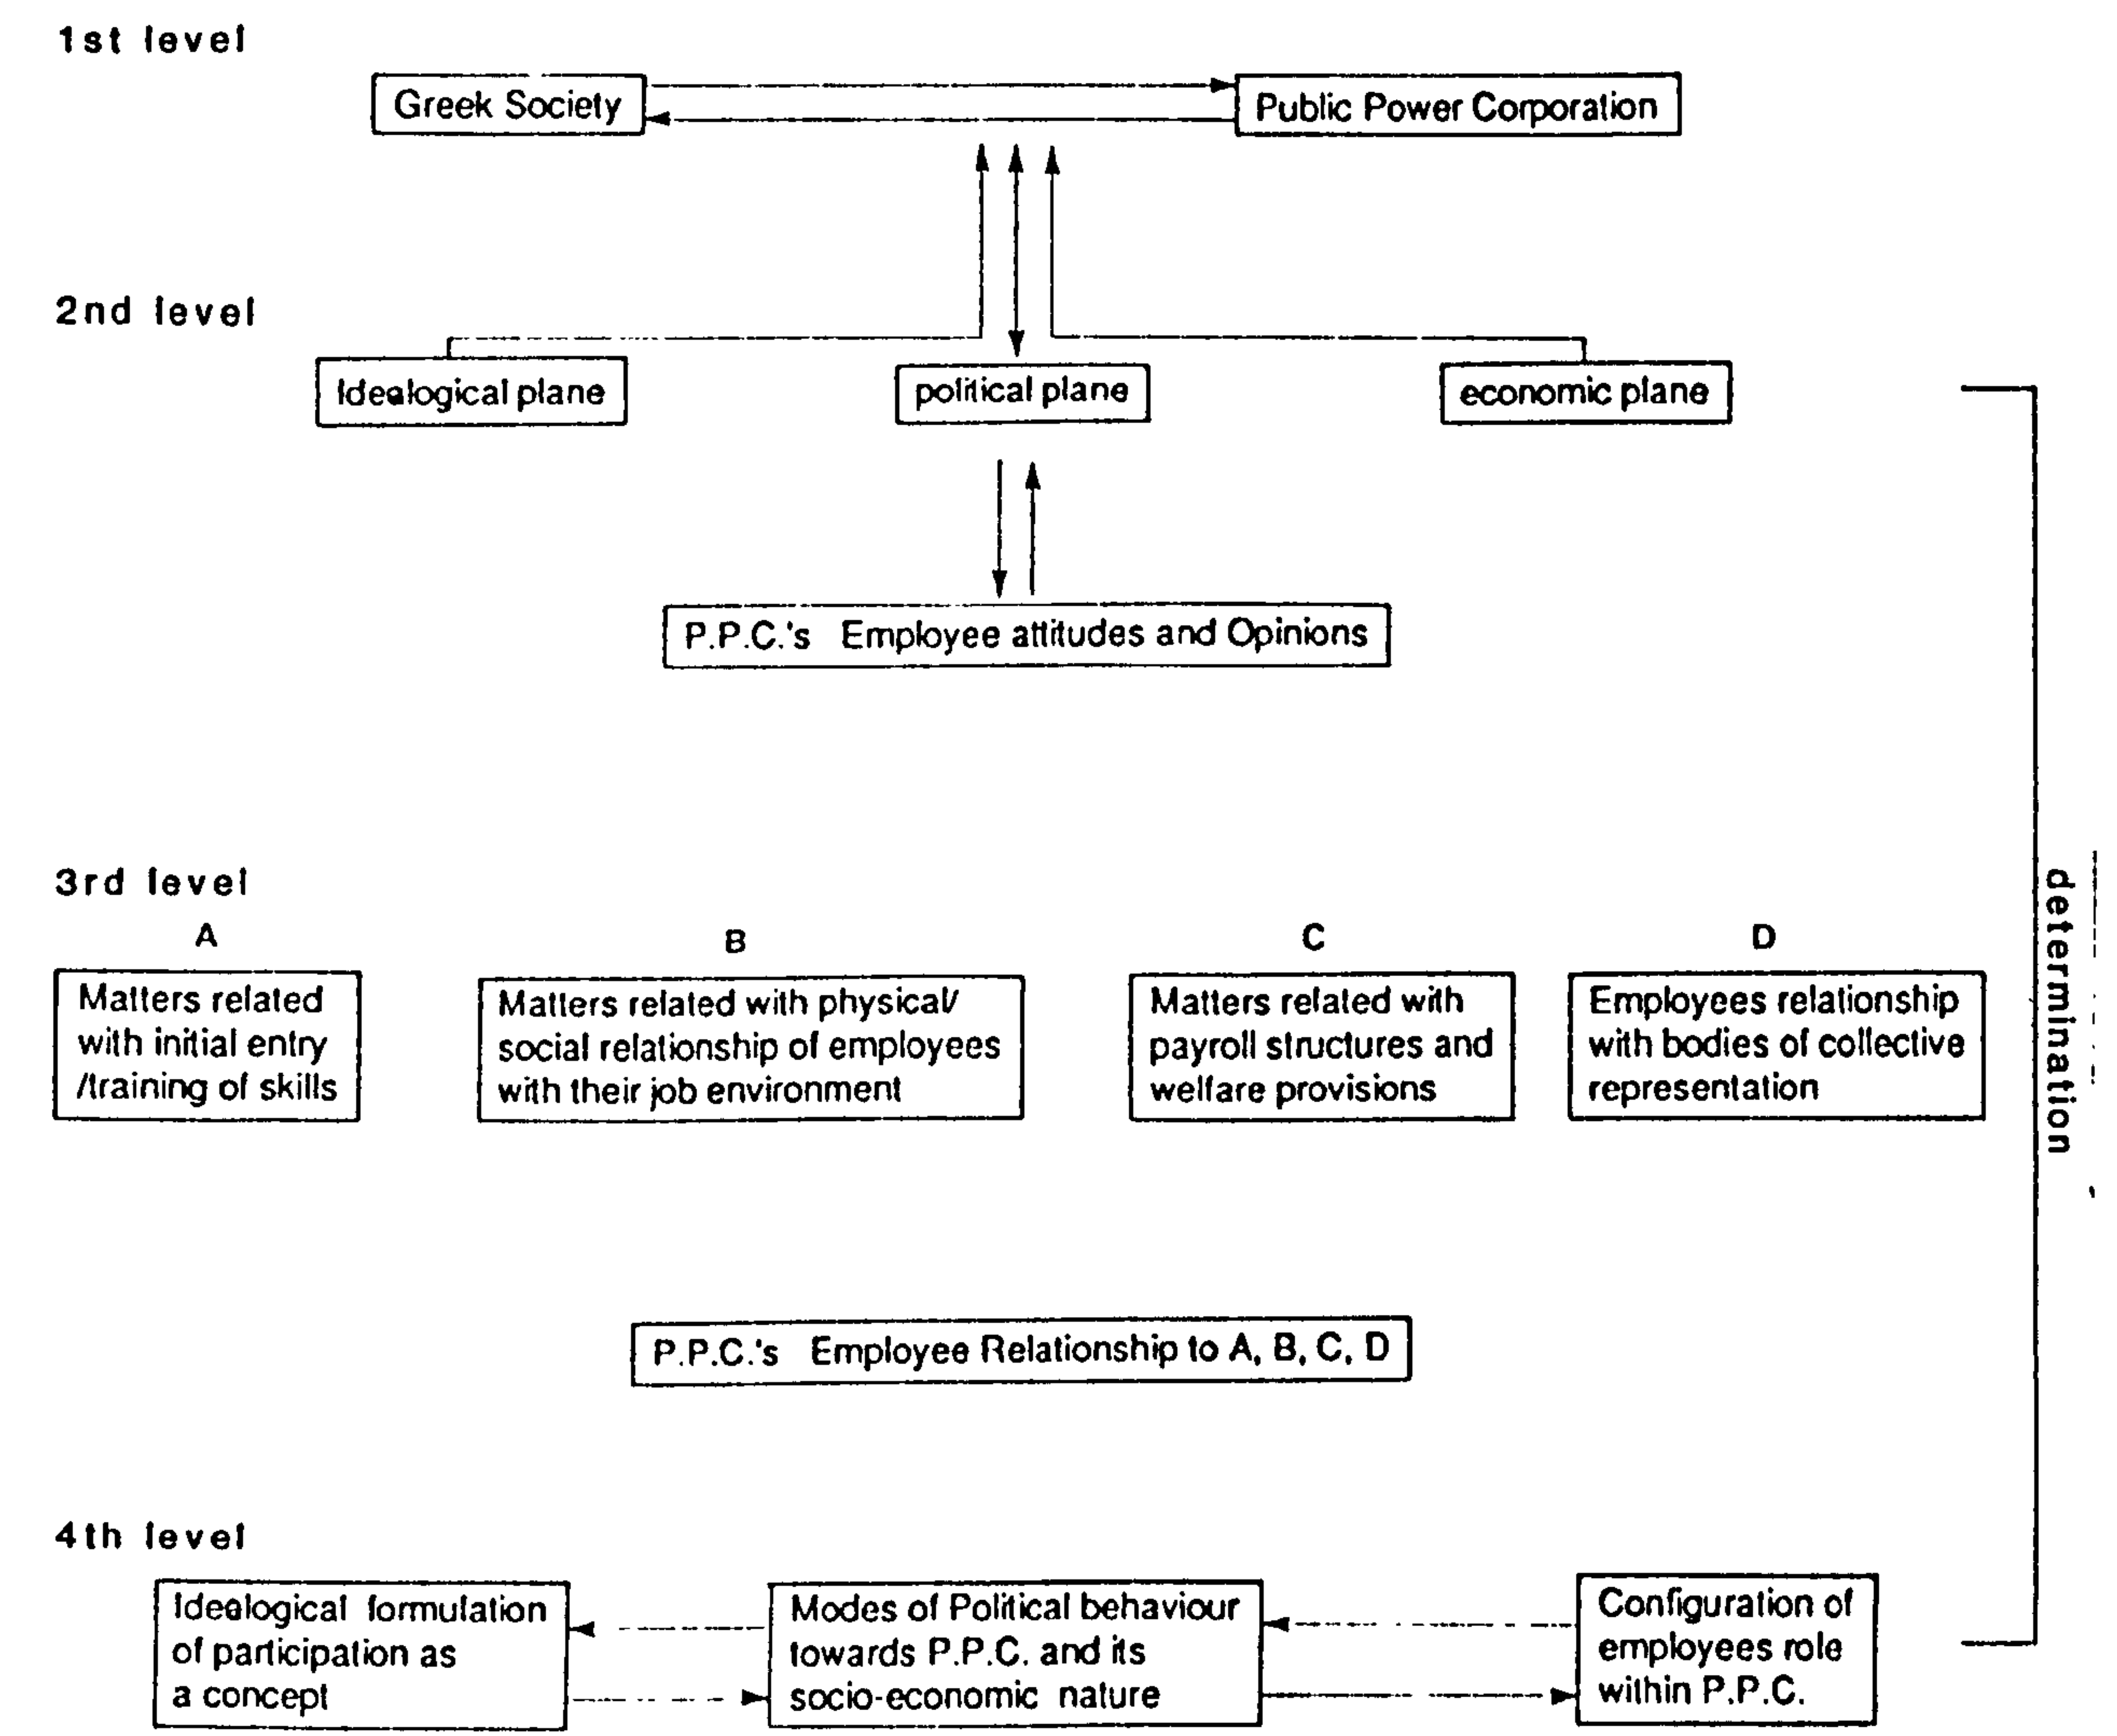 1st level
Greek Society
Public Power Corporation
2nd level
Idealogical plane
political plane
economic plane
P.P.C.'s Employee attitudes and Opinions
3rd level
A
B
C
D
Matters related
with initial entry
/training of skills
Matters related with physical/
social relationship of employees
with their job environment
Matters related with
payroll structures and
welfare provisions
Employees relationship
with bodies of collective
representation
determination
P.P.C.'s Employee Relationship to A, B, C, D
4th level
Idealogical formulation
of participation as
a concept
Modes of Political behaviour
towards P.P.C. and its
socio-economic nature
Configuration of
employees role
within P.P.C.